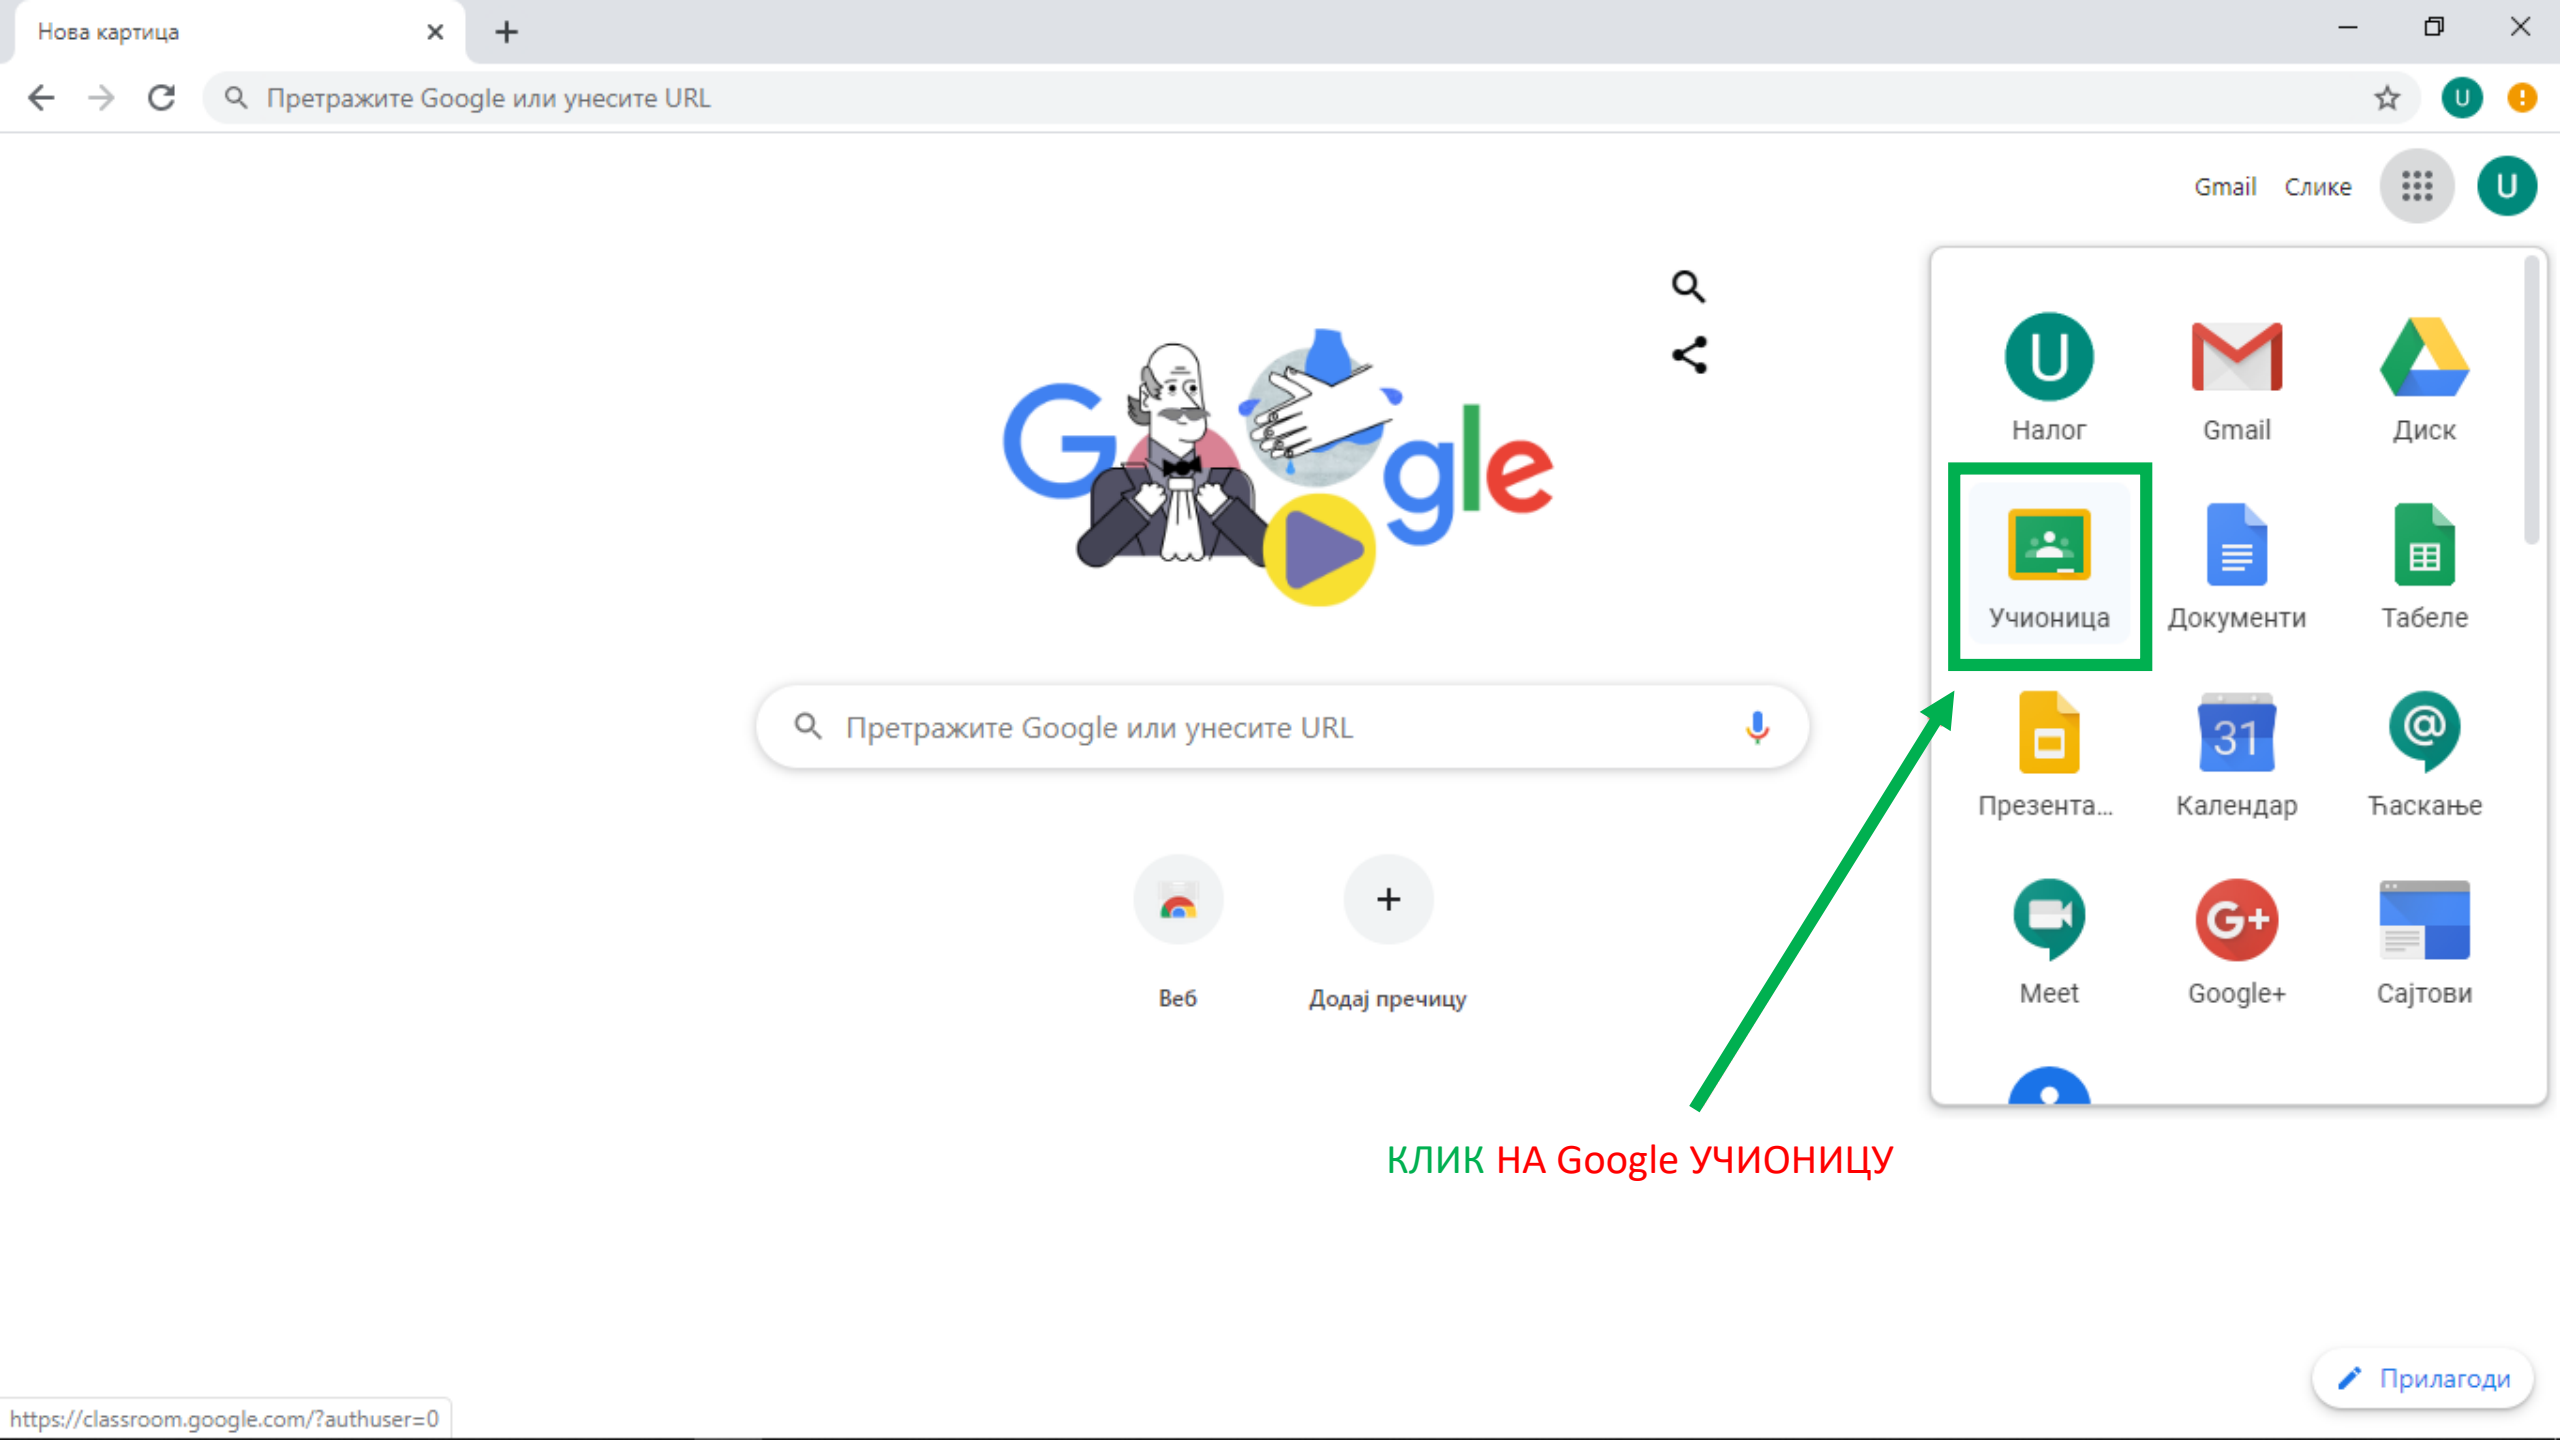 Нова картица
Претражите Google или унесите URL
U
Gmail Слике U
U
Налог Gmail Диск
Google
Учионица Документи Табеле
31
Претражите Google или унесите URL
Презента... Календар Ћаскање
G+
Meet Google+ Сајтови
Веб Додај пречицу
КЛИК НА Google УЧИОНИЦУ
Прилагоди
https://classroom.google.com/?authuser=0